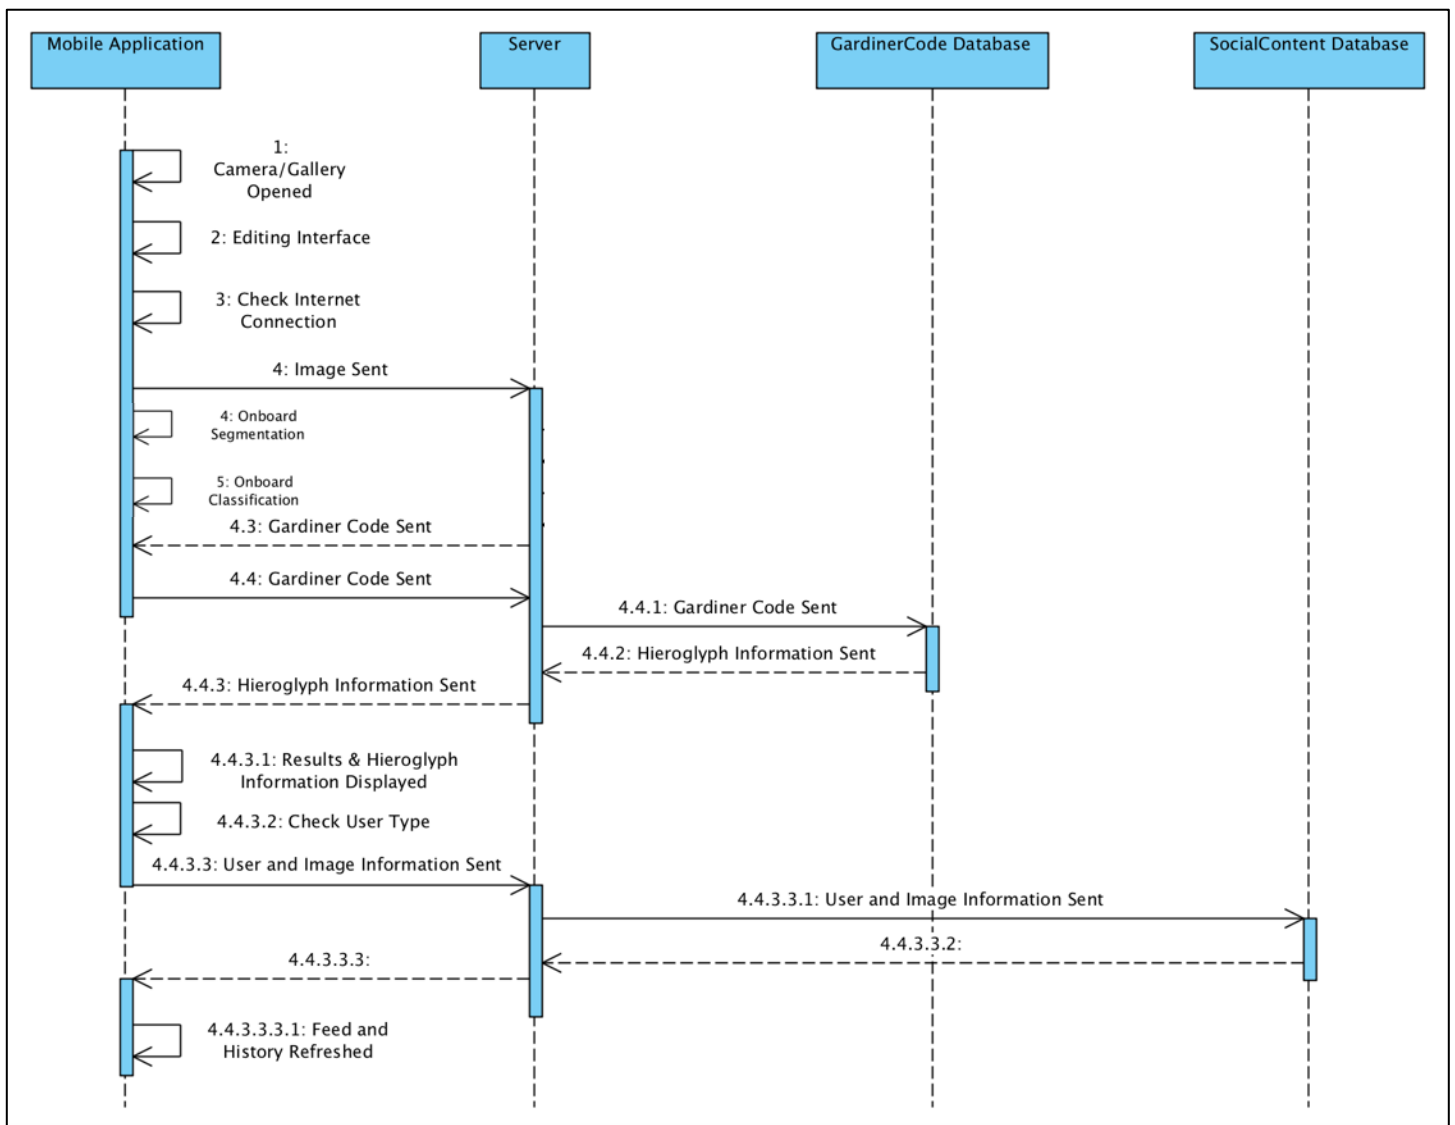 Mobile Application
Server
GardinerCode Database
SocialContent Database
1:
Camera/Gallery
Opened
2: Editing Interface
3: Check Internet
Connection
4: Image Sent
4: Onboard
Segmentation
5: Onboard
Classification
4.3: Gardiner Code Sent
4.4: Gardiner Code Sent
4.4.1: Gardiner Code Sent
4.4.2: Hieroglyph Information Sent
4.4.3: Hieroglyph Information Sent
4.4.3.1: Results & Hieroglyph
Information Displayed
4.4.3.2: Check User Type
4.4.3.3: User and Image Information Sent
4.4.3.3.1: User and Image Information Sent
4.4.3.3.2:
4.4.3.3.3:
4.4.3.3.3.1: Feed and
History Refreshed